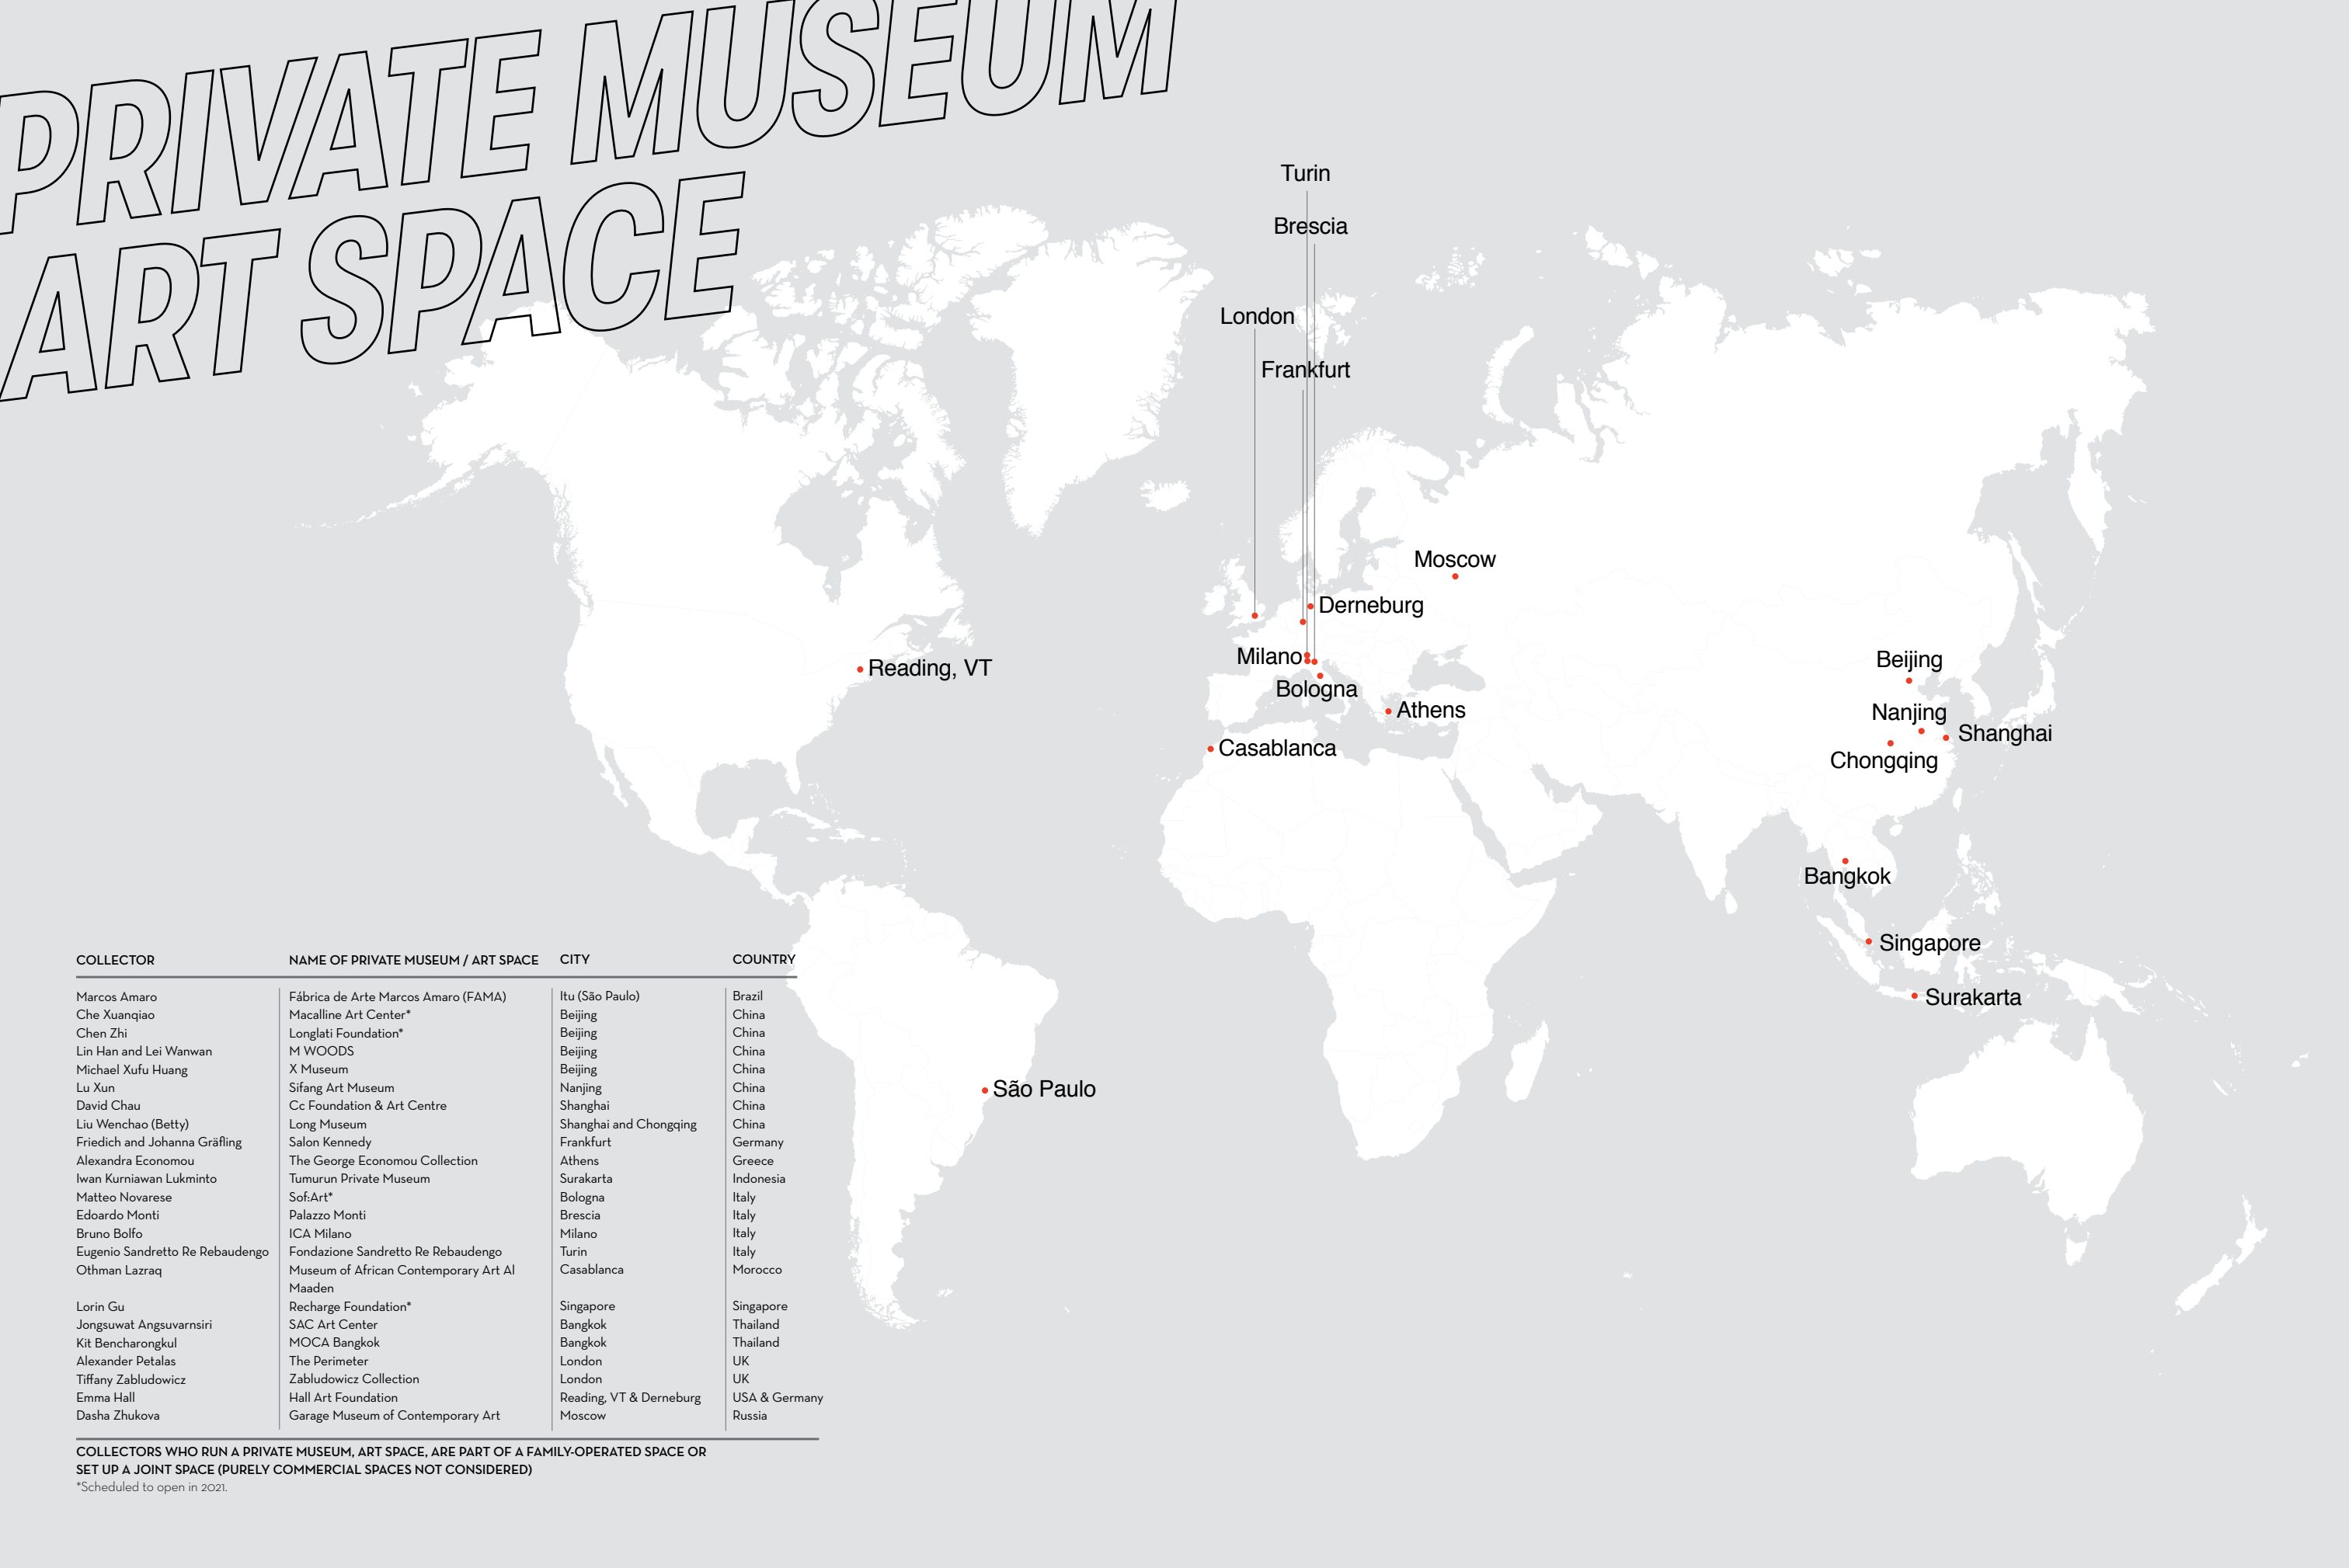 PRIVATE MUSEUM
ART SPACE
Turin
Brescia
London
Frankfurt
Moscow
Derneburg
Milano
Bologna
Reading, VT
Athens
Casablanca
Beijing
Nanjing
Shanghai
Chongqing
Bangkok
Singapore
Surakarta
São Paulo
COLLECTOR NAME OF PRIVATE MUSEUM / ART SPACE CITY COUNTRY
Marcos Amaro Fábrica de Arte Marcos Amaro (FAMA) Itu (São Paulo) Brazil
Che Xuanqiao Macalline Art Center* Beijing China
Chen Zhi Longlati Foundation* Beijing China
Lin Han and Lei Wanwan M WOODS Beijing China
Michael Xufu Huang X Museum Beijing China
Lu Xun Sifang Art Museum Nanjing China
David Chau Cc Foundation & Art Centre Shanghai China
Liu Wenchao (Betty) Long Museum Shanghai and Chongqing China
Friedich and Johanna Gräfling Salon Kennedy Frankfurt Germany
Alexandra Economou The George Economou Collection Athens Greece
Iwan Kurniawan Lukminto Tumurun Private Museum Surakarta Indonesia
Matteo Novarese Sof:Art* Bologna Italy
Edoardo Monti Palazzo Monti Brescia Italy
Bruno Bolfo ICA Milano Milano Italy
Eugenio Sandretto Re Rebaudengo Fondazione Sandretto Re Rebaudengo Turin Italy
Othman Lazraq Museum of African Contemporary Art Al Casablanca Morocco
Maaden
Lorin Gu Recharge Foundation* Singapore Singapore
Jongsuwat Angsuvarnsiri SAC Art Center Bangkok Thailand
Kit Bencharongkul MOCA Bangkok Bangkok Thailand
Alexander Petalas The Perimeter London UK
Tiffany Zabludowicz Zabludowicz Collection London UK
Emma Hall Hall Art Foundation Reading, VT & Derneburg USA & Germany
Dasha Zhukova Garage Museum of Contemporary Art Moscow Russia
COLLECTORS WHO RUN A PRIVATE MUSEUM, ART SPACE, ARE PART OF A FAMILY-OPERATED SPACE OR
SET UP A JOINT SPACE (PURELY COMMERCIAL SPACES NOT CONSIDERED)
*Scheduled to open in 2021.